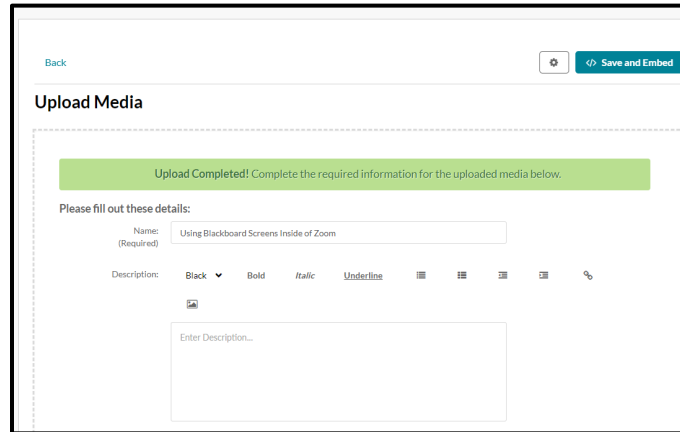 Back
</> Save and Embed
Upload Media
Upload Completed! Complete the required information for the uploaded media below.
Please fill out these details:
Name: Using Blackboard Screens Inside of Zoom
(Required)
Description: Black Bold Italic Underline
Enter Description...